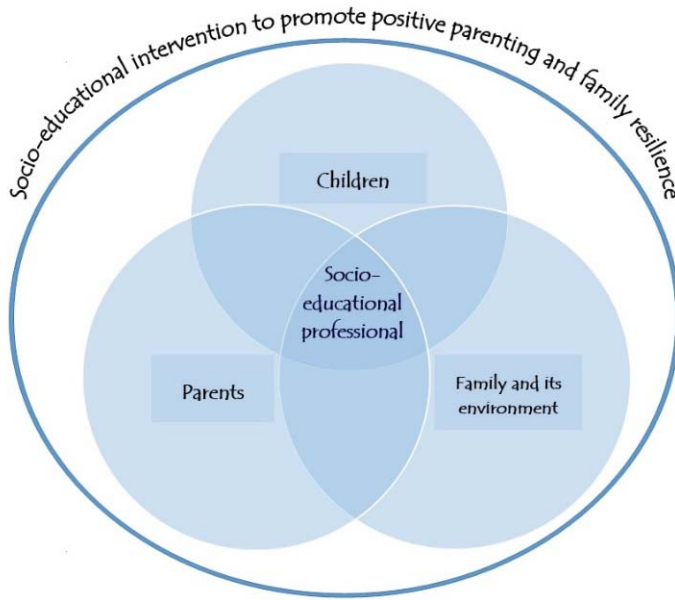 Socio-educational intervention to promote positive parenting and family resilience
Children
Socio-
educational
professional
Parents
Family and its
environment